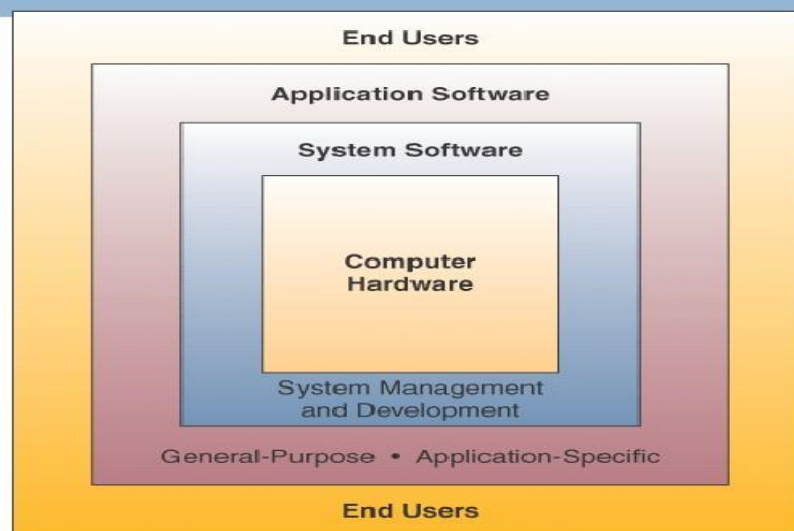 End Users
Application Software
System Software
Computer
Hardware
System Management
and Development
General-Purpose • Application-Specific
End Users